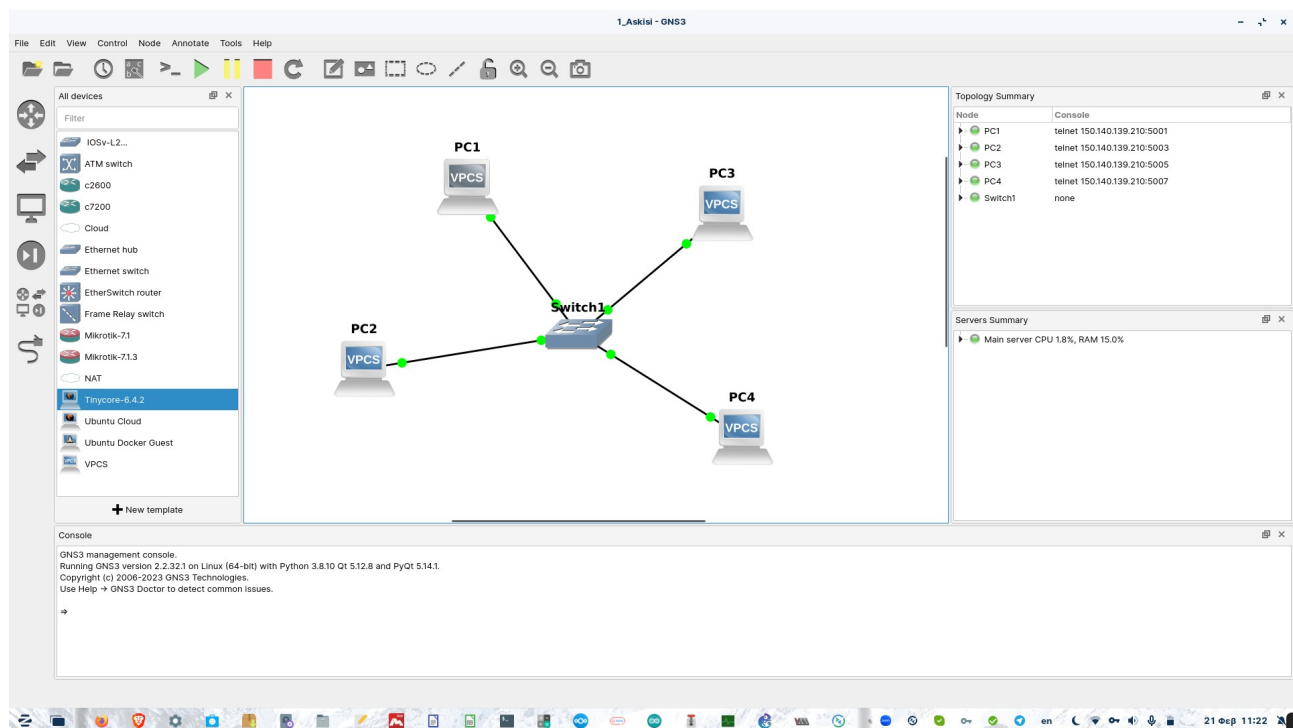 1_Askisi - GNS3
File Edit View Control Node Annotate Tools Help
All devices
Filter
IOSv-L2...
ATM switch
c2600
c7200
Cloud
Ethernet hub
Ethernet switch
EtherSwitch router
Frame Relay switch
Mikrotik-7.1
Mikrotik-7.1.3
NAT
Tinycore-6.4.2
Ubuntu Cloud
Ubuntu Docker Guest
VPCS
New template
PC1
VPCS
PC3
VPCS
Switch1
PC2
VPCS
PC4
VPCS
Topology Summary
Node Console
PC1 telnet 150.140.139.210:5001
PC2 telnet 150.140.139.210:5003
PC3 telnet 150.140.139.210:5005
PC4 telnet 150.140.139.210:5007
Switch1 none
Servers Summary
Main server CPU 1.8%, RAM 15.0%
Console
GNS3 management console.
Running GNS3 version 2.2.32.1 on Linux (64-bit) with Python 3.8.10 Qt 5.12.8 and PyQt 5.14.1.
Copyright (c) 2006-2023 GNS3 Technologies.
Use Help → GNS3 Doctor to detect common issues.
⇒
en 21 Φεβ 11:22